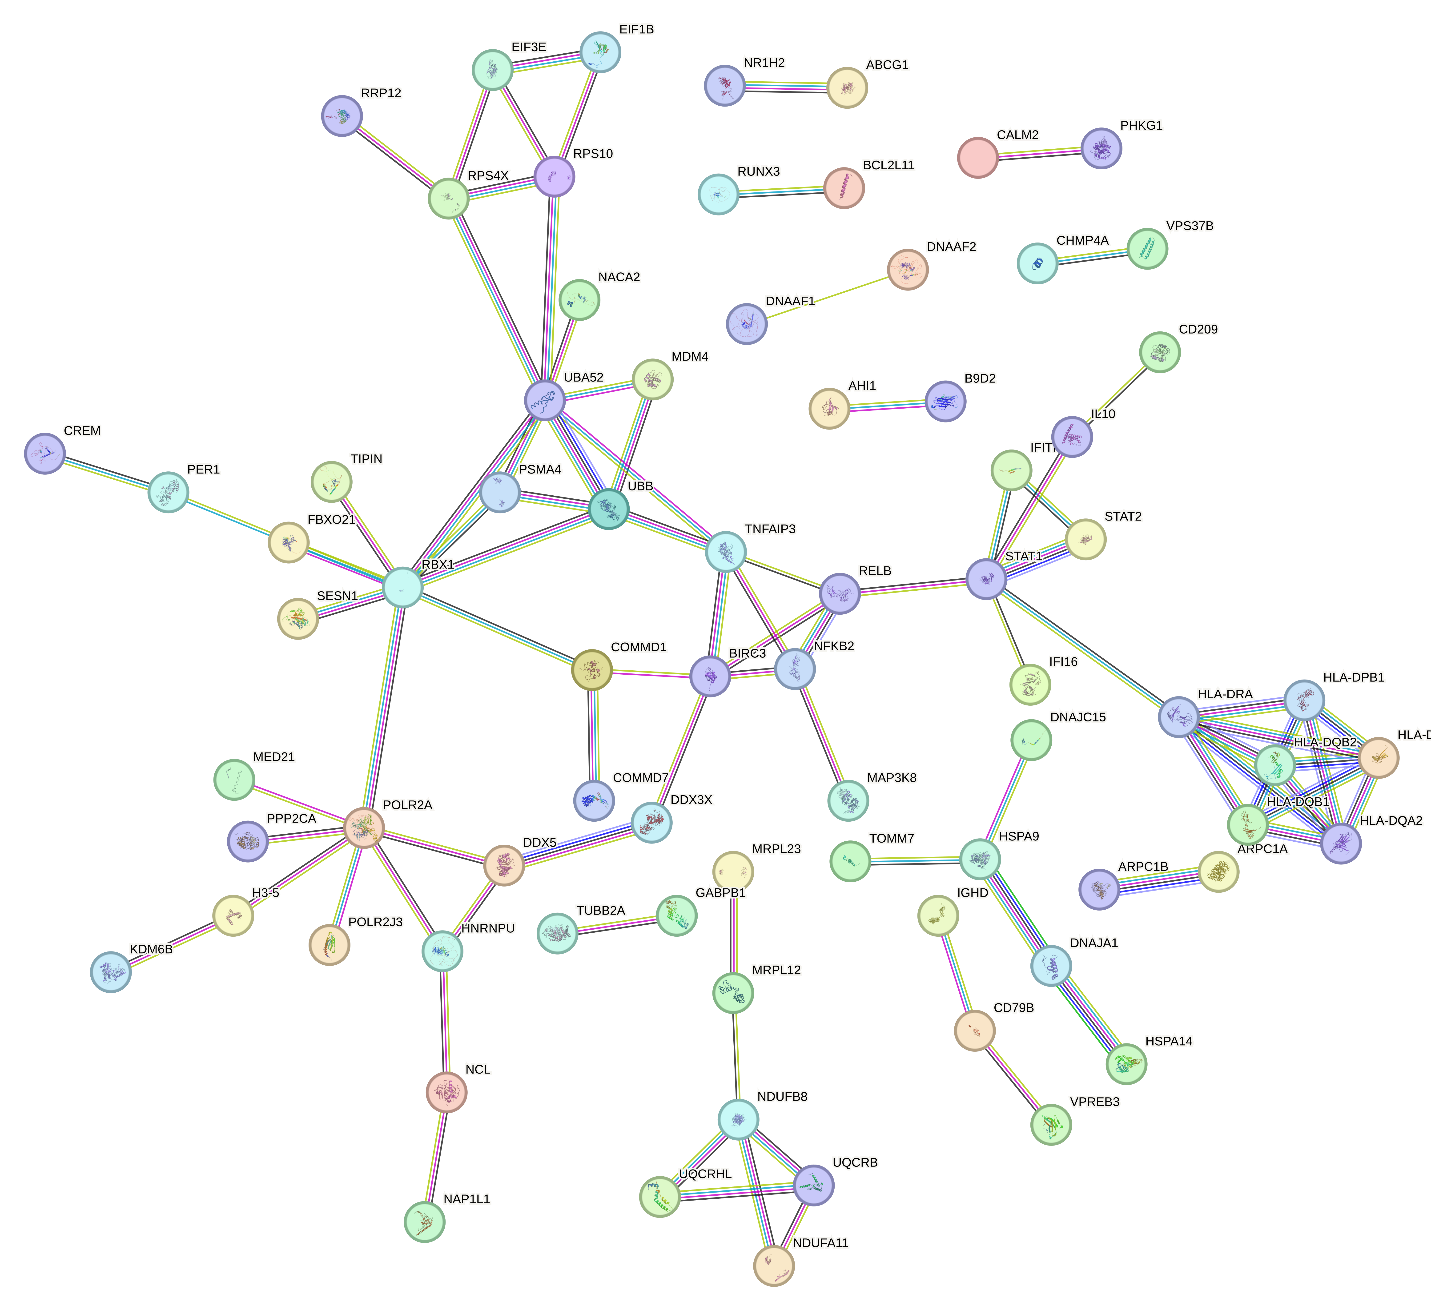 EIF1B
EIF3E
NR1H2
ABCG1
RRP12
PHKG1
CALM2
RPS10
RUNX3
BCL2L11
RPS4X
VPS37B
CHMP4A
DNAAF2
NACA2
DNAAF1
CD209
MDM4
UBA52
AHI1
B9D2
IL10
CREM
IFIT
TIPIN
PER1
PSMA4
UBB
STAT2
FBXO21
TNFAIP3
STAT1
RBX1
RELB
SESN1
COMMD1
BIRC3
NFKB2
IFI16
HLA-DPB1
HLA-DRA
DNAJC15
HLA-D
HLA-DQB2
MED21
COMMD7
MAP3K8
DDX3X
HLA-DQB1
POLR2A
PPP2CA
HLA-DQA2
TOMM7
HSPA9
DDX5
MRPL23
ARPC1A
ARPC1B
H3-5
GABPB1
IGHD
TUBB2A
POLR2J3
HNRNPU
DNAJA1
KDM6B
MRPL12
CD79B
HSPA14
NCL
NDUFB8
VPREB3
UQCRHL
UQCRB
NAP1L1
NDUFA11